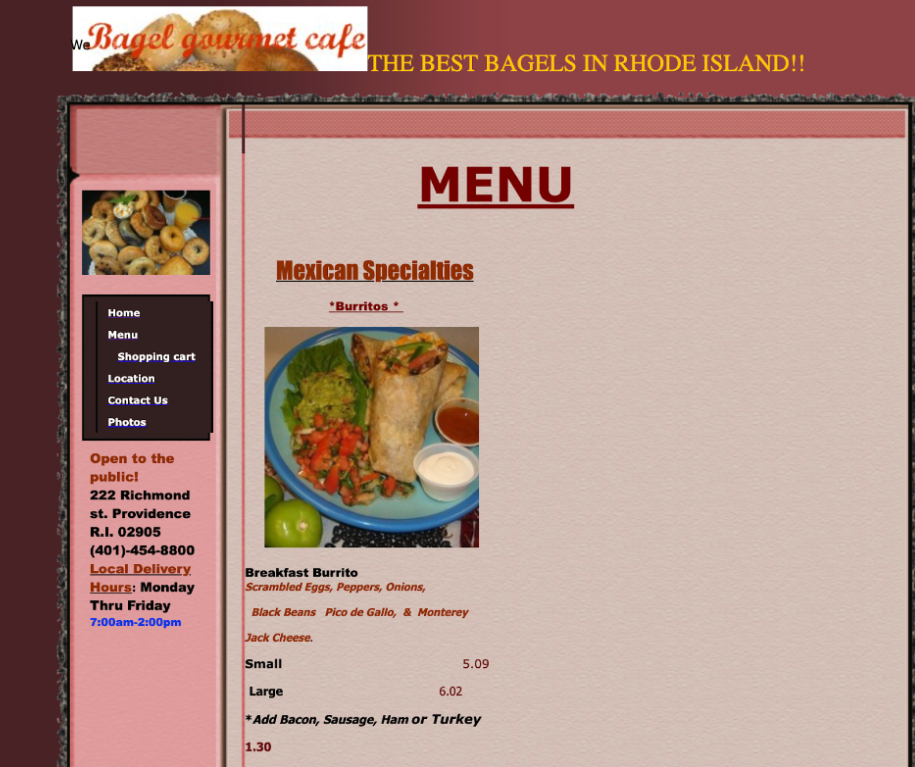 We
Bagel gourmet cafe
THE BEST BAGELS IN RHODE ISLAND!!
MENU
Home
Menu
Shopping cart
Location
Contact Us
Photos
Open to the
public!
222 Richmond
st. Providence
R.I. 02905
(401)-454-8800
Local Delivery
Hours: Monday
Thru Friday
7:00am-2:00pm
Mexican Specialties
*Burritos *
Breakfast Burrito
Scrambled Eggs, Peppers, Onions,
Black Beans Pico de Gallo, & Monterey
Jack Cheese.
Small 5.09
Large 6.02
*Add Bacon, Sausage, Ham or Turkey
1.30